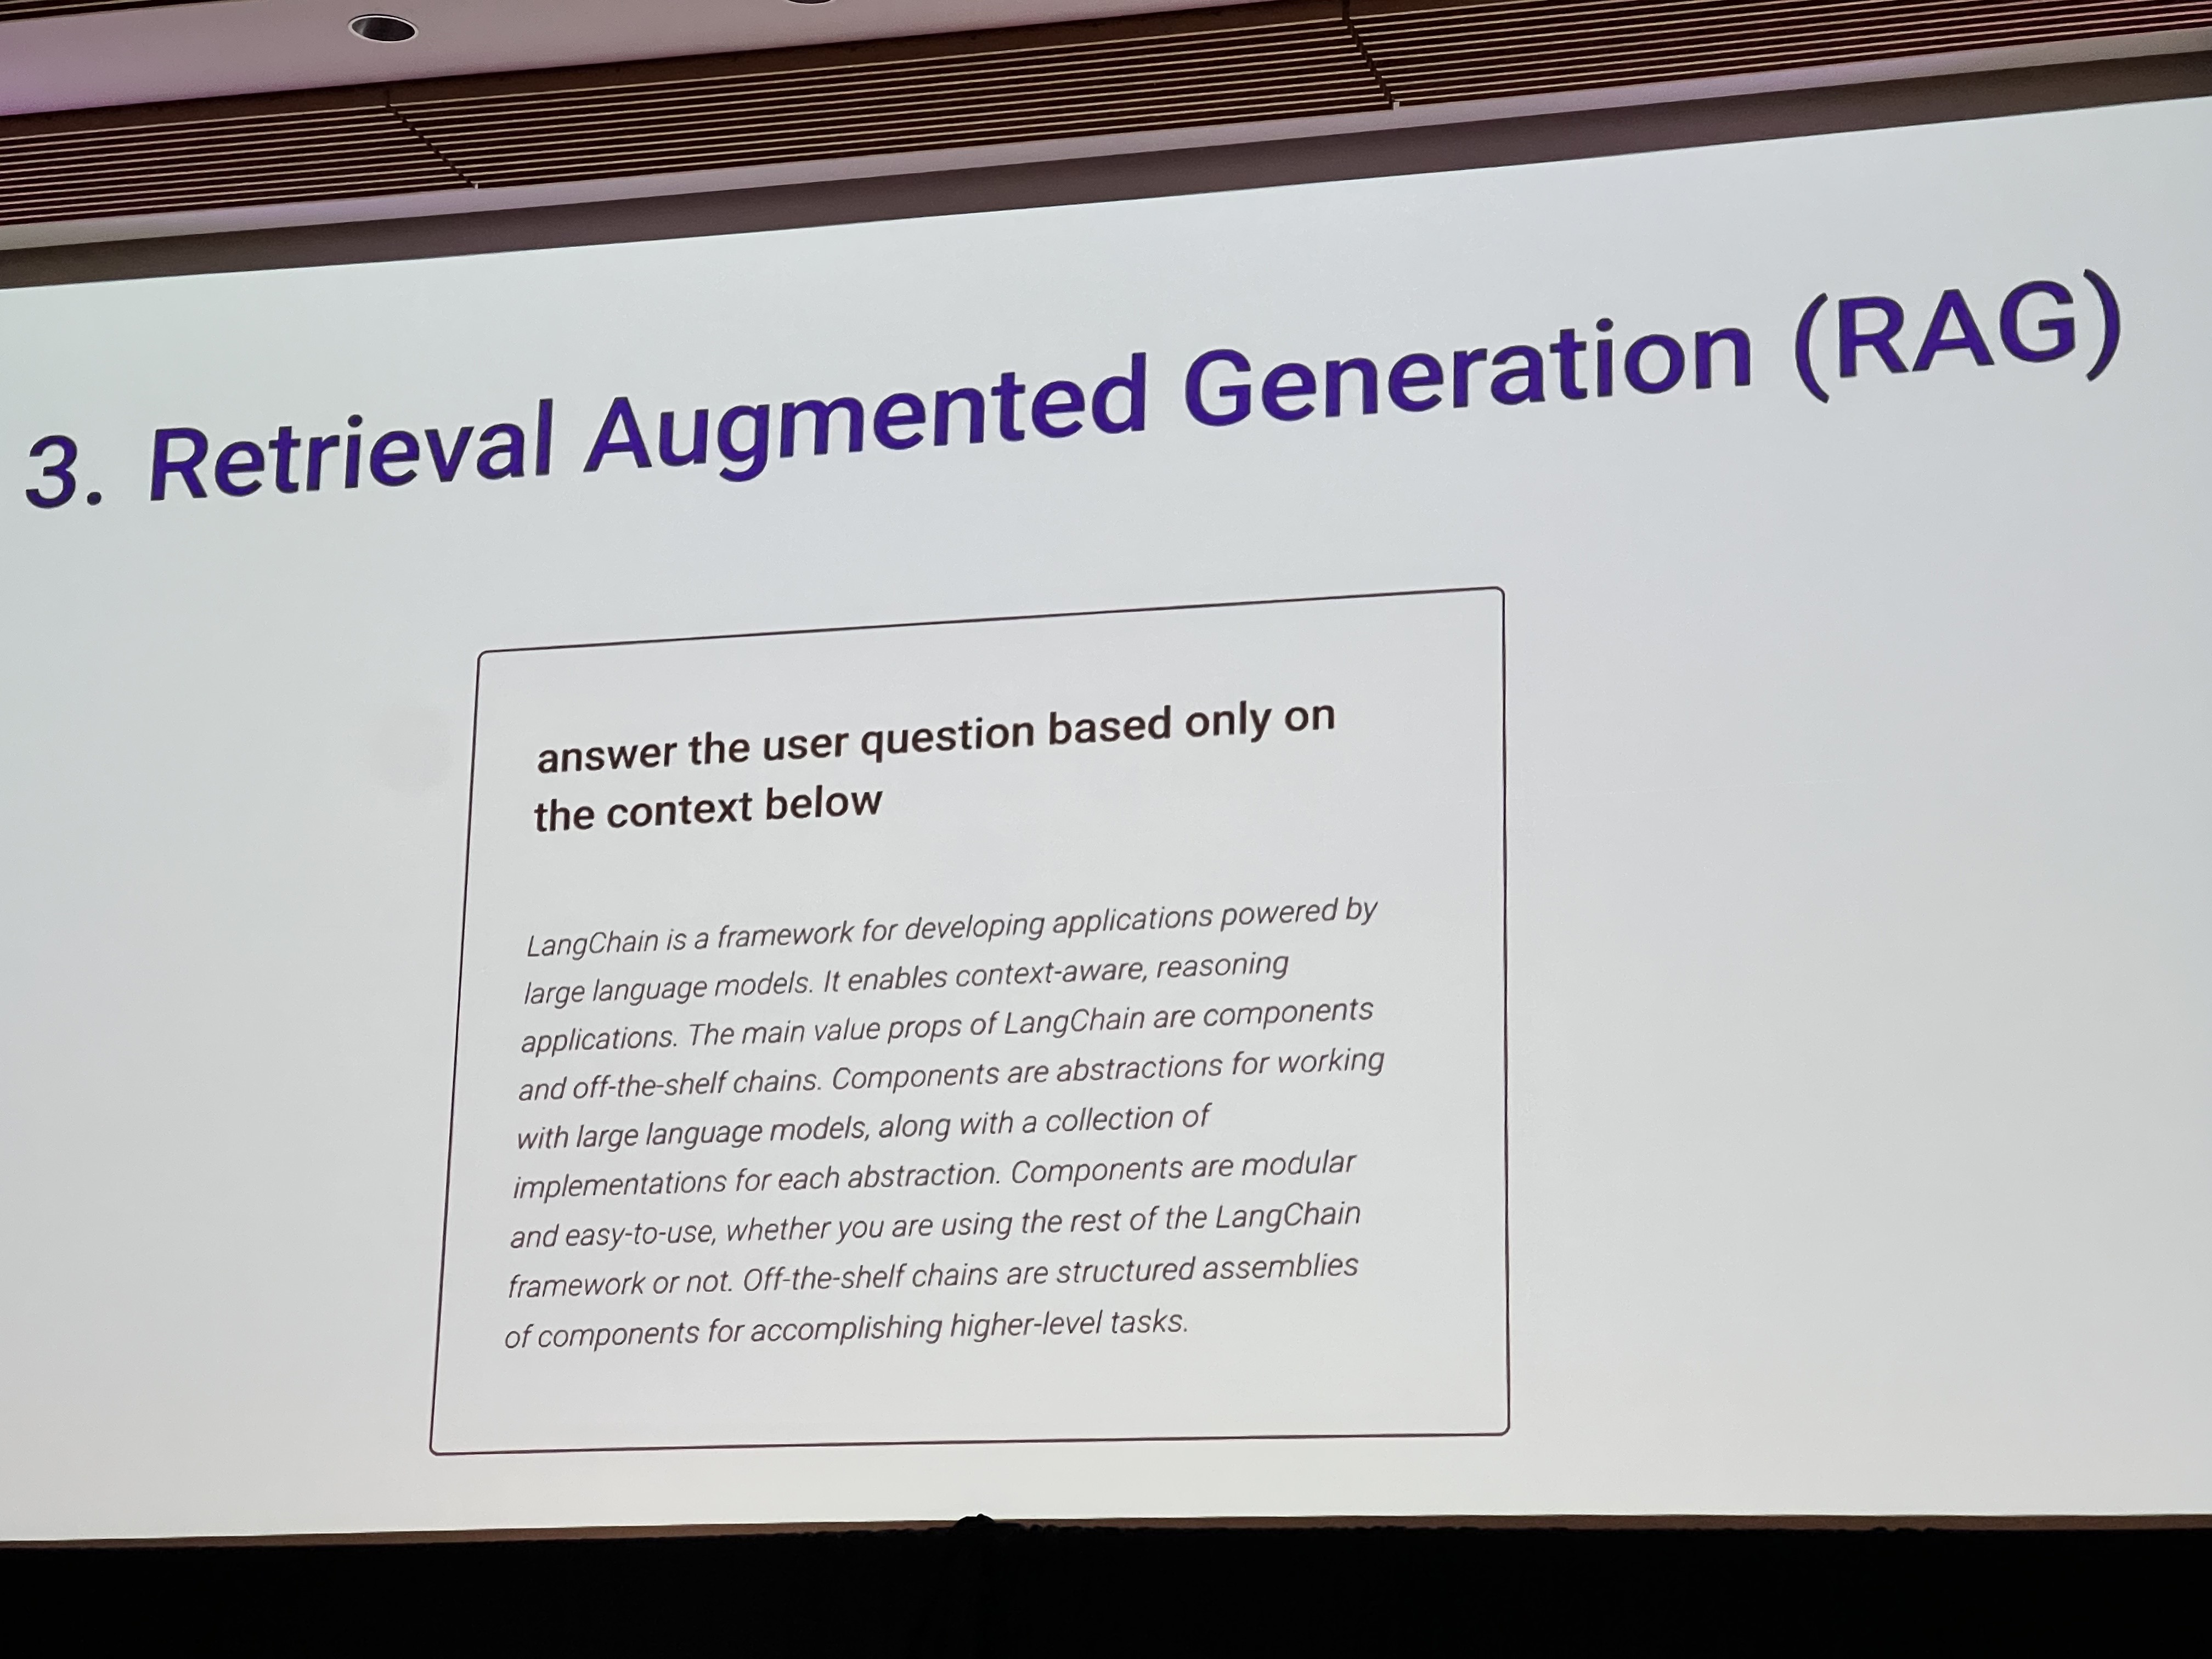 3. Retrieval Augmented Generation (RAG)
answer the user question based only on
the context below
LangChain is a framework for developing applications powered by
large language models. It enables context-aware, reasoning
applications. The main value props of LangChain are components
and off-the-shelf chains. Components are abstractions for working
with large language models, along with a collection of
implementations for each abstraction. Components are modular
and easy-to-use, whether you are using the rest of the LangChain
framework or not. Off-the-shelf chains are structured assemblies
of components for accomplishing higher-level tasks.